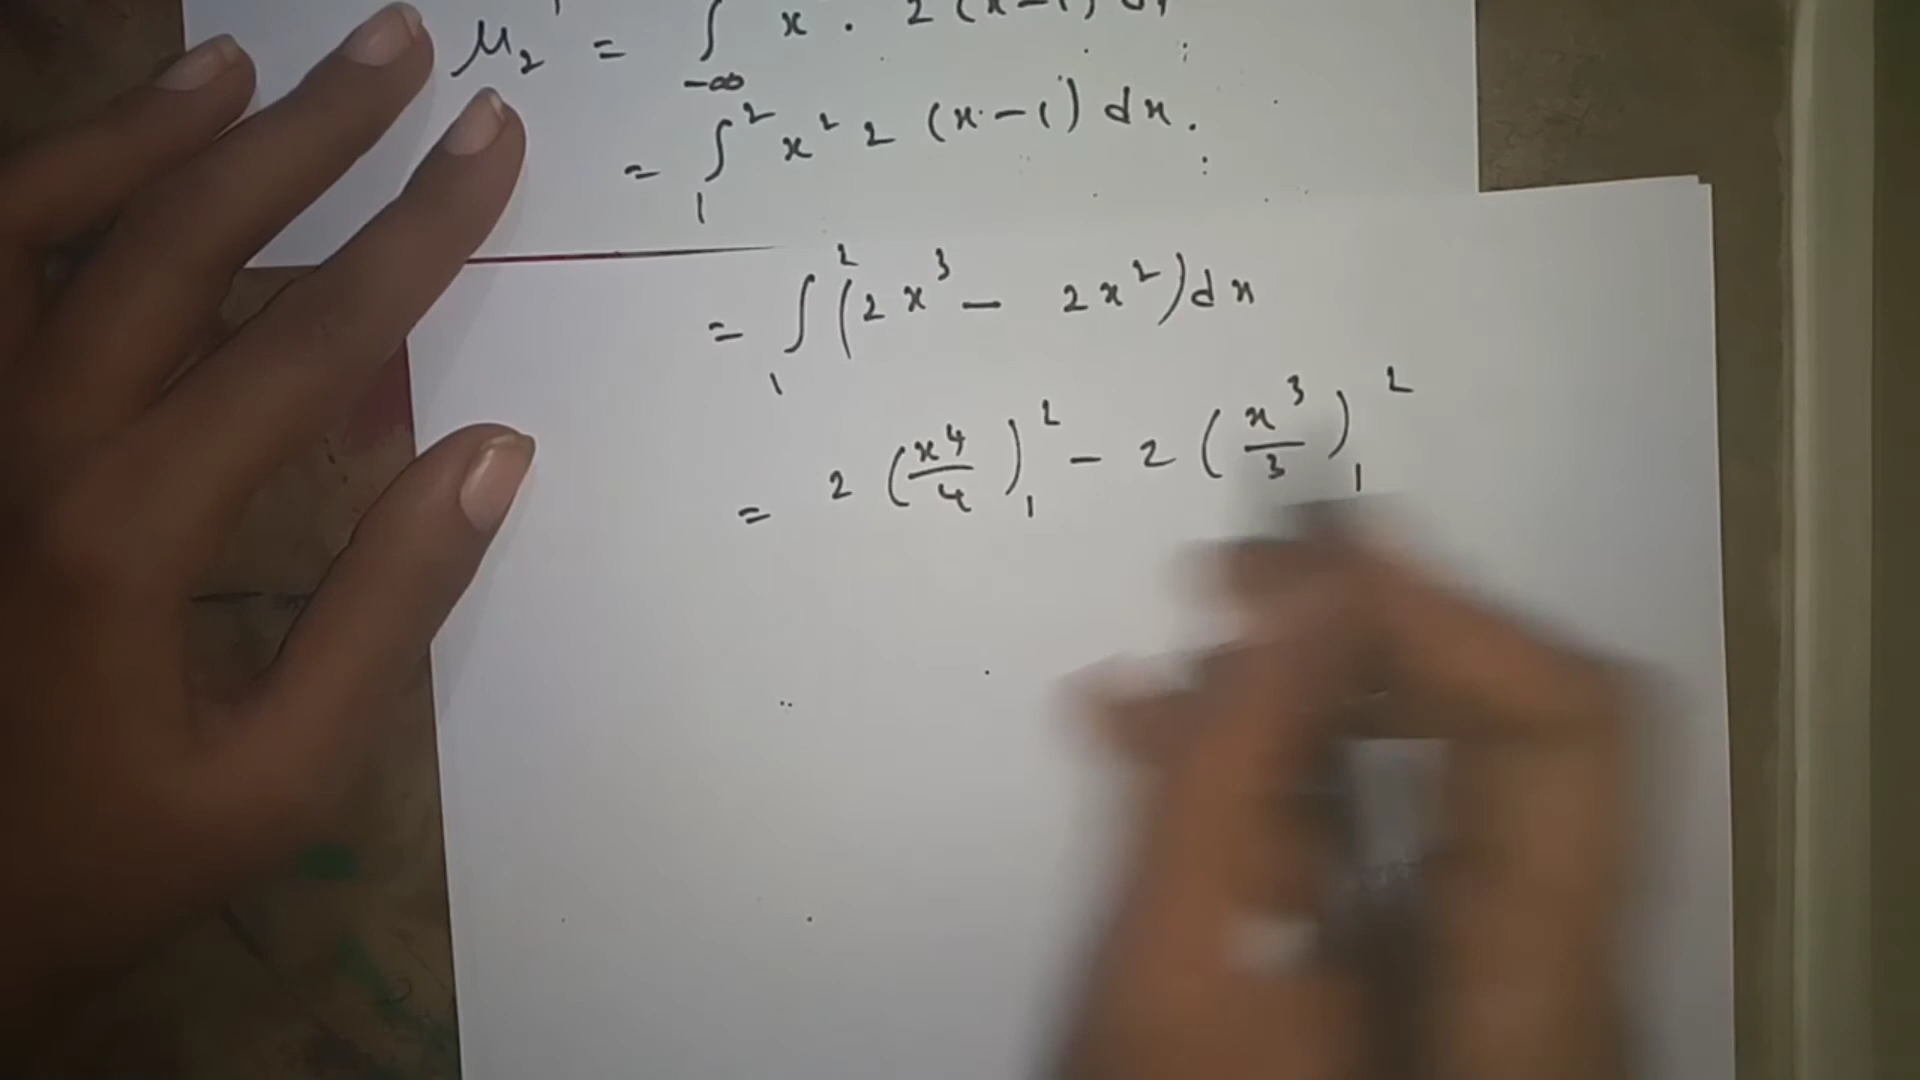 μ₂' = ∫ x . 2 (x-1) d
-∞
= ∫₁² x² 2 (x-1) dx.
= ∫₁² (2x³ - 2x²) dx
= 2 (x⁴/4)₁² - 2 (x³/3)₁²